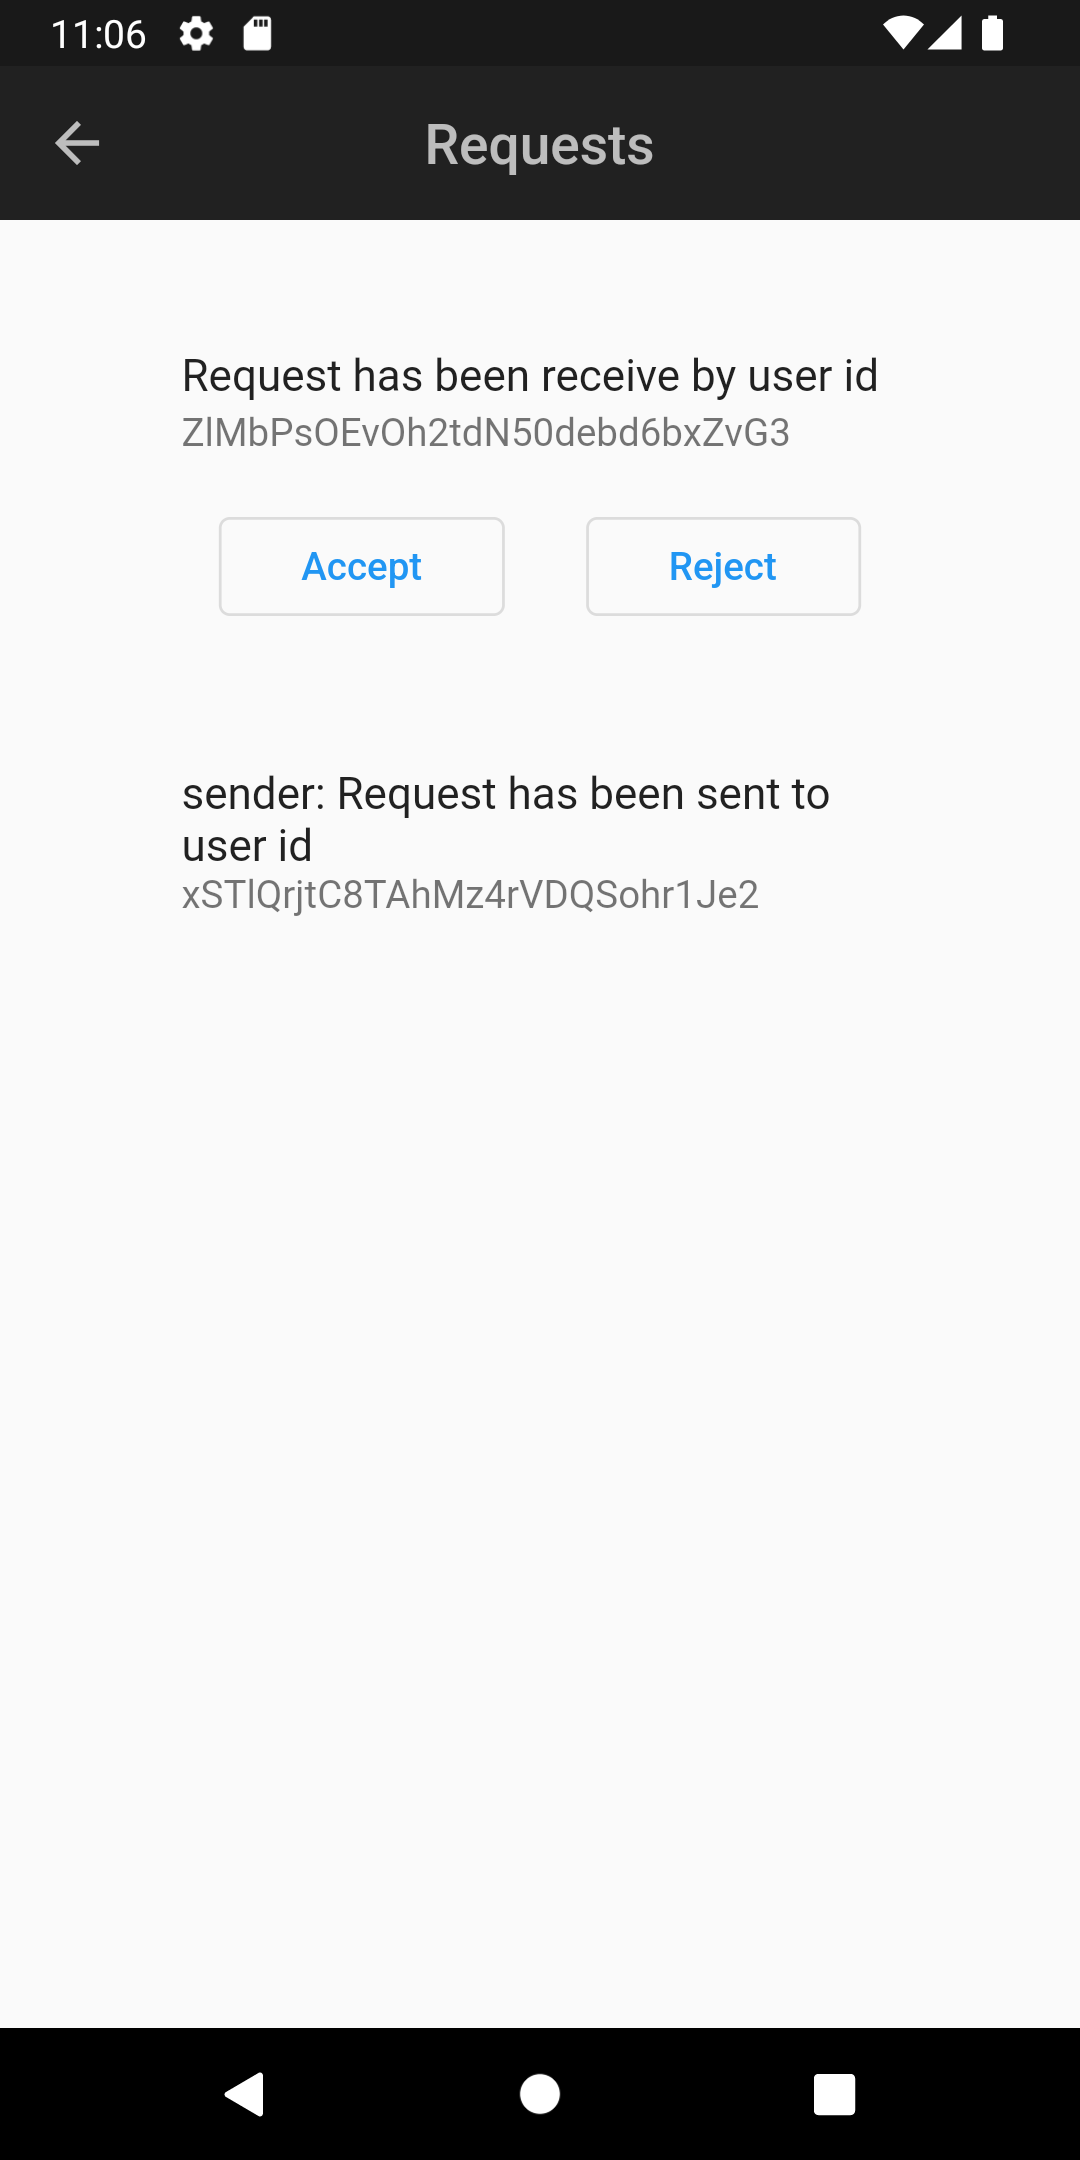 11:06
Requests
Request has been receive by user id
ZlMbPsOEvOh2tdN50debd6bxZvG3
Accept
Reject
sender: Request has been sent to
user id
xSTlQrjtC8TAhMz4rVDQSohr1Je2